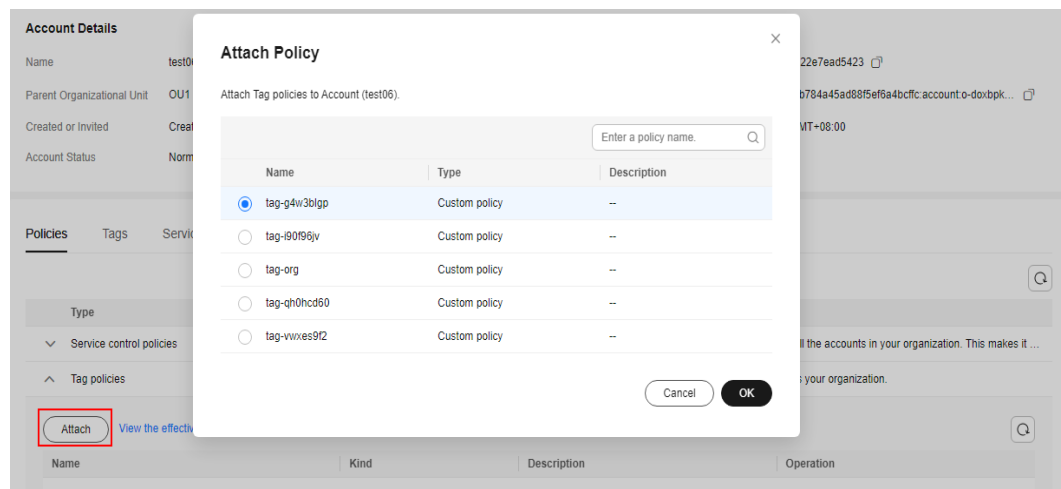 Account Details
Attach Policy
Name test06 22e7ead5423
Parent Organizational Unit OU1 Attach Tag policies to Account (test06). b784a45ad88f5ef6a4bcffc:account:o-doxbpk...
Created or Invited Creat MT+08:00
Enter a policy name.
Account Status Norm
Name Type Description
tag-g4w3blgp Custom policy --
Policies Tags Servic tag-i90f96jv Custom policy --
tag-org Custom policy --
tag-qh0hcd60 Custom policy --
Type
tag-vwxes9f2 Custom policy --
Service control policies ll the accounts in your organization. This makes it ...
Tag policies s your organization.
Cancel OK
Attach View the effectiv
Name Kind Description Operation